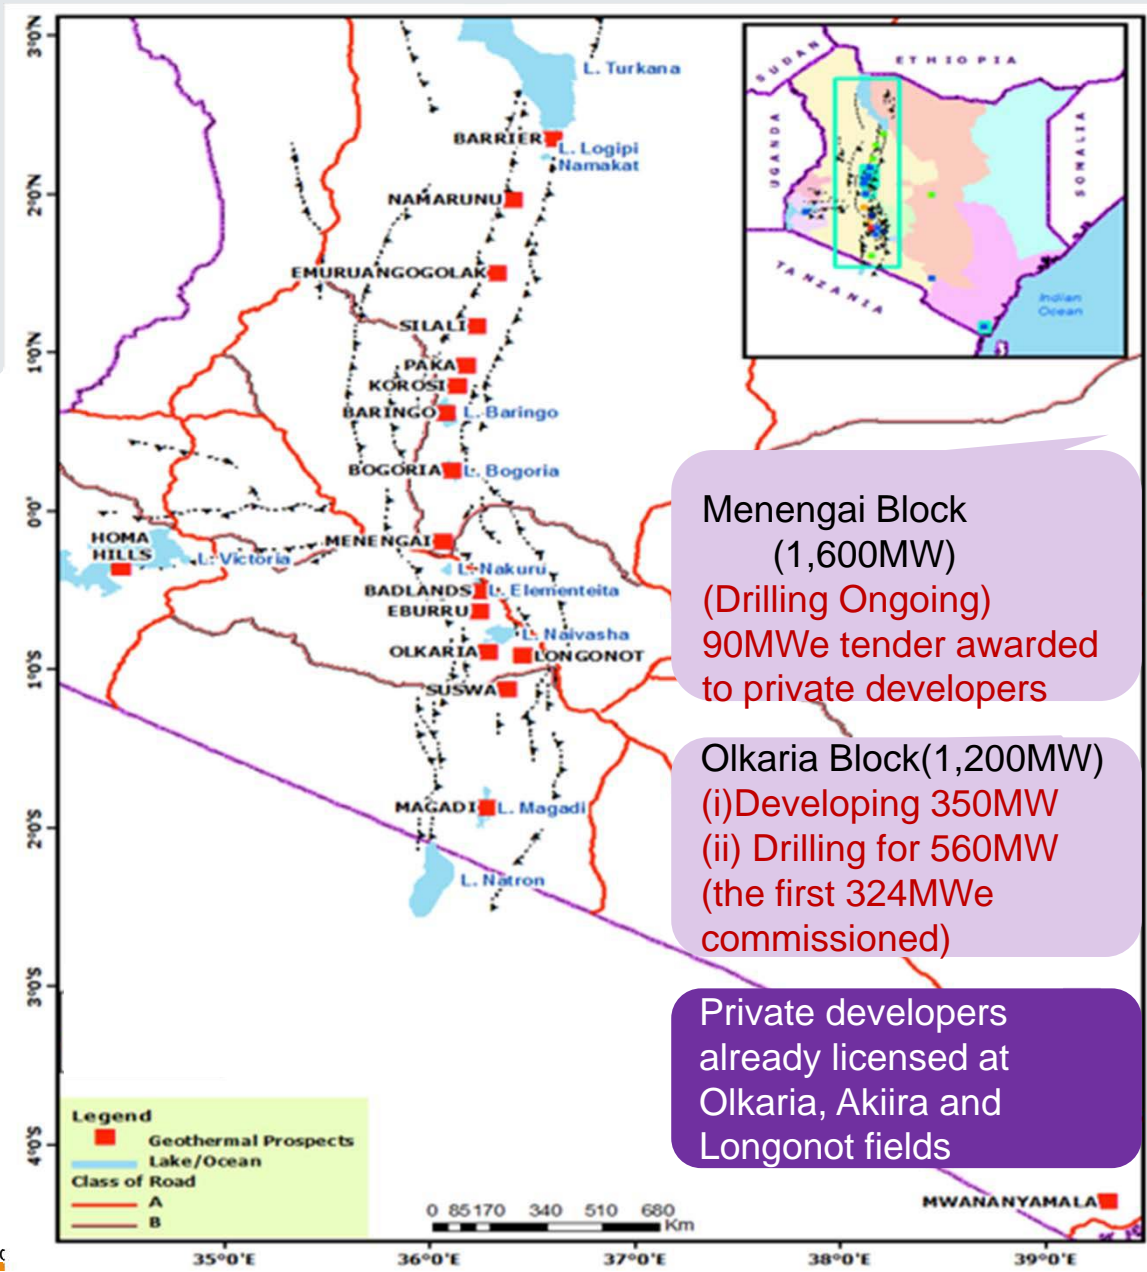 3°0'N
2°0'N
1°0'N
0°0'
1°0'S
2°0'S
3°0'S
4°0'S
L. Turkana
BARRIER
L. Logipi
Namakat
NAMARUNU
EMURUANGOGOLAK
SILALI
PAKA
KOROSI
BARINGO
L. Baringo
BOGORIA
L. Bogoria
HOMA
HILLS
L. Victoria
MENENGAI
L. Nakuru
BADLANDS
L. Elementeita
EBURRU
L. Naivasha
OLKARIA
LONGONOT
SUSWA
MAGADI
L. Magadi
L. Natron
MWANANYAMALA
SUDAN
ETHIOPIA
UGANDA
SOMALIA
TANZANIA
Indian
Ocean
Menengai Block
(1,600MW)
(Drilling Ongoing)
90MWe tender awarded
to private developers
Olkaria Block(1,200MW)
(i)Developing 350MW
(ii) Drilling for 560MW
(the first 324MWe
commissioned)
Private developers
already licensed at
Olkaria, Akiira and
Longonot fields
Legend
Geothermal Prospects
Lake/Ocean
Class of Road
A
B
0 85 170 340 510 680
Km
35°0'E 36°0'E 37°0'E 38°0'E 39°0'E